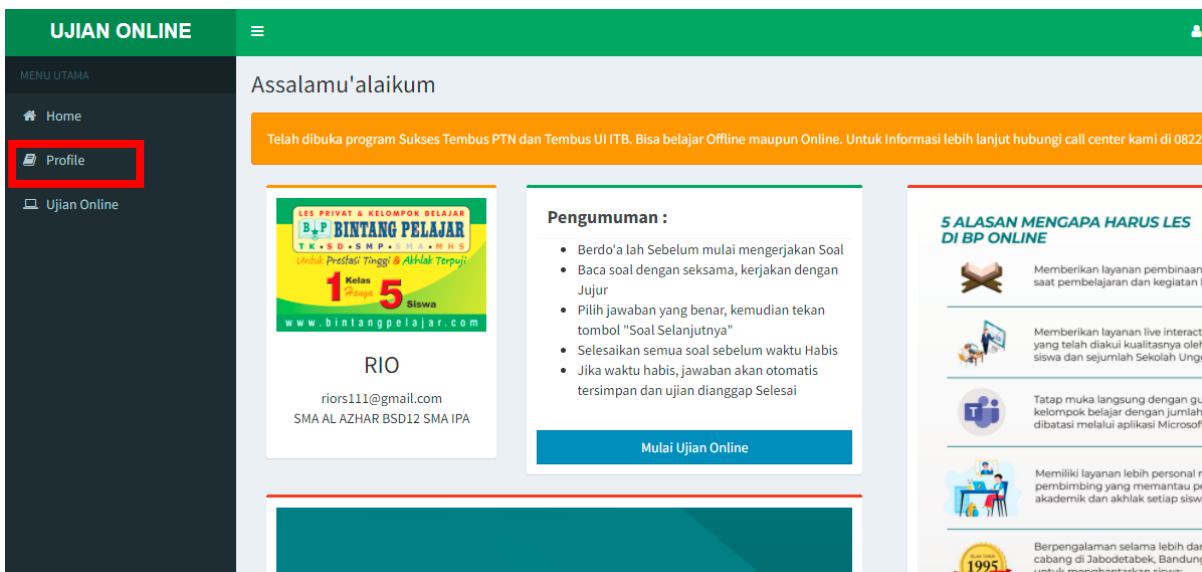 UJIAN ONLINE
MENU UTAMA
Home
Profile
Ujian Online
Assalamu'alaikum
Telah dibuka program Sukses Tembus PTN dan Tembus UI ITB. Bisa belajar Offline maupun Online. Untuk Informasi lebih lanjut hubungi call center kami di 0822
LES PRIVAT & KELOMPOK BELAJAR
B P BINTANG PELAJAR
TK • SD • SMP • SMA • MHS
Untuk Prestasi Tinggi & Akhlak Terpuji
1 Kelas Hanya 5 Siswa
www.bintangpelajar.com
RIO
riors111@gmail.com
SMA AL AZHAR BSD12 SMA IPA
Pengumuman :
Berdo'a lah Sebelum mulai mengerjakan Soal
Baca soal dengan seksama, kerjakan dengan
Jujur
Pilih jawaban yang benar, kemudian tekan
tombol "Soal Selanjutnya"
Selesaikan semua soal sebelum waktu Habis
Jika waktu habis, jawaban akan otomatis
tersimpan dan ujian dianggap Selesai
Mulai Ujian Online
5 ALASAN MENGAPA HARUS LES
DI BP ONLINE
Memberikan layanan pembinaan
saat pembelajaran dan kegiatan
Memberikan layanan live interact
yang telah diakui kualitasnya oleh
siswa dan sejumlah Sekolah Ungg
Tatap muka langsung dengan gu
kelompok belajar dengan jumlah
dibatasi melalui aplikasi Microsoft
Memiliki layanan lebih personal
pembimbing yang memantau pe
akademik dan akhlak setiap sisw
Berpengalaman selama lebih dar
cabang di Jabodetabek, Bandung
untuk menghantarkan siswa
1995